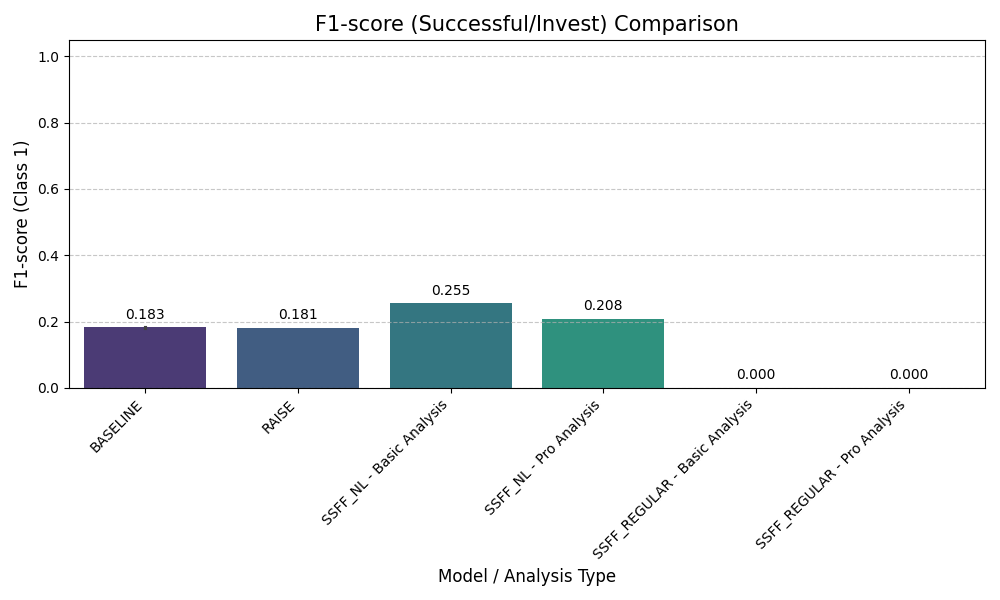 F1-score (Successful/Invest) Comparison
F1-score (Class 1)
1.0
0.8
0.6
0.4
0.2
0.0
0.183
0.181
0.255
0.208
0.000
0.000
BASELINE
RAISE
SSFF_NL - Basic Analysis
SSFF_NL - Pro Analysis
SSFF_REGULAR - Basic Analysis
SSFF_REGULAR - Pro Analysis
Model / Analysis Type